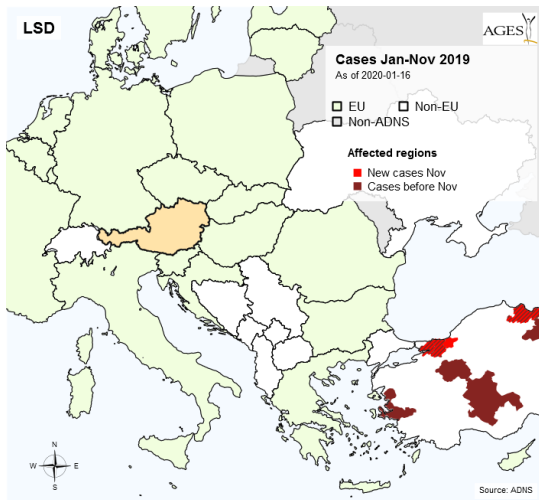 LSD
AGES
Cases Jan-Nov 2019
As of 2020-01-16
EU
Non-EU
Non-ADNS
Affected regions
New cases Nov
Cases before Nov
N
W E
S
Source: ADNS